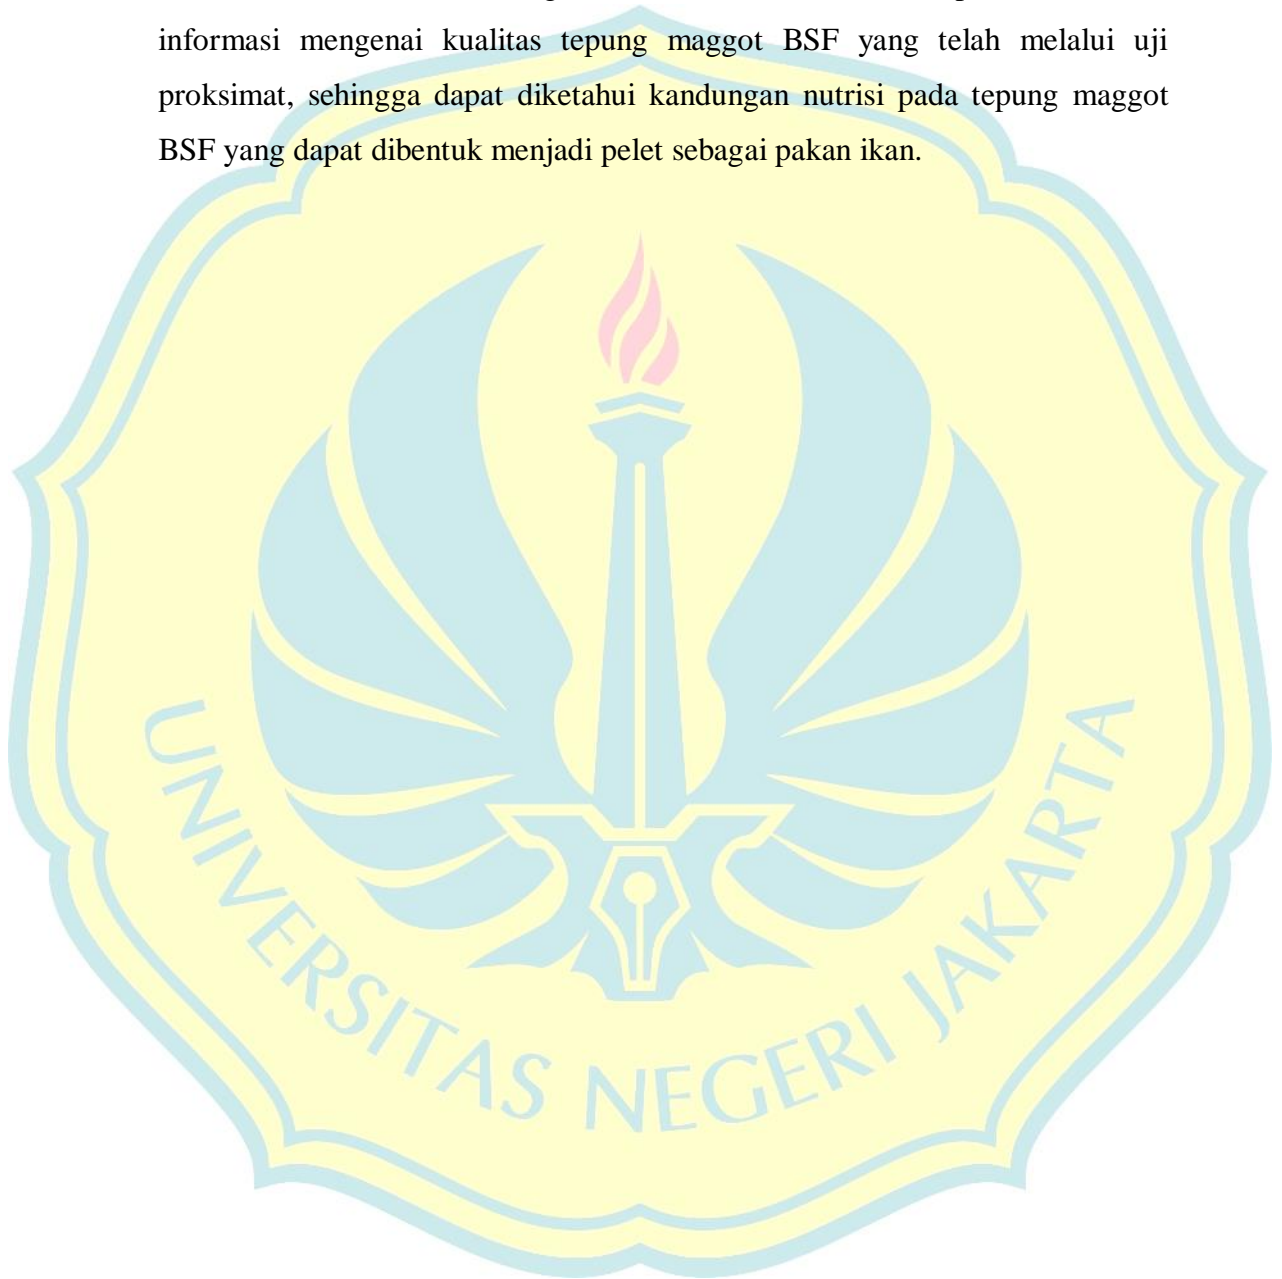 informasi mengenai kualitas tepung maggot BSF yang telah melalui uji
proksimat, sehingga dapat diketahui kandungan nutrisi pada tepung maggot
BSF yang dapat dibentuk menjadi pelet sebagai pakan ikan.
UNIVERSITAS NEGERI JAKARTA